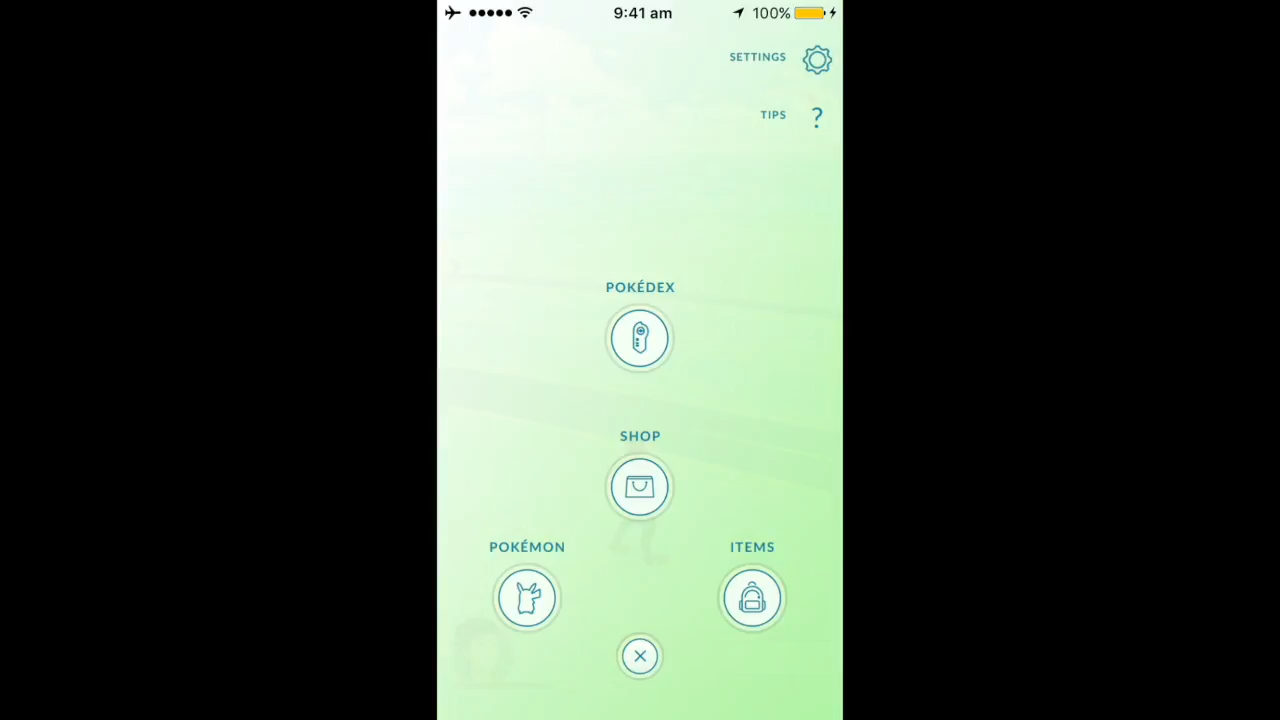 9:41 am 100%
SETTINGS
TIPS ?
POKÉDEX
SHOP
POKÉMON ITEMS